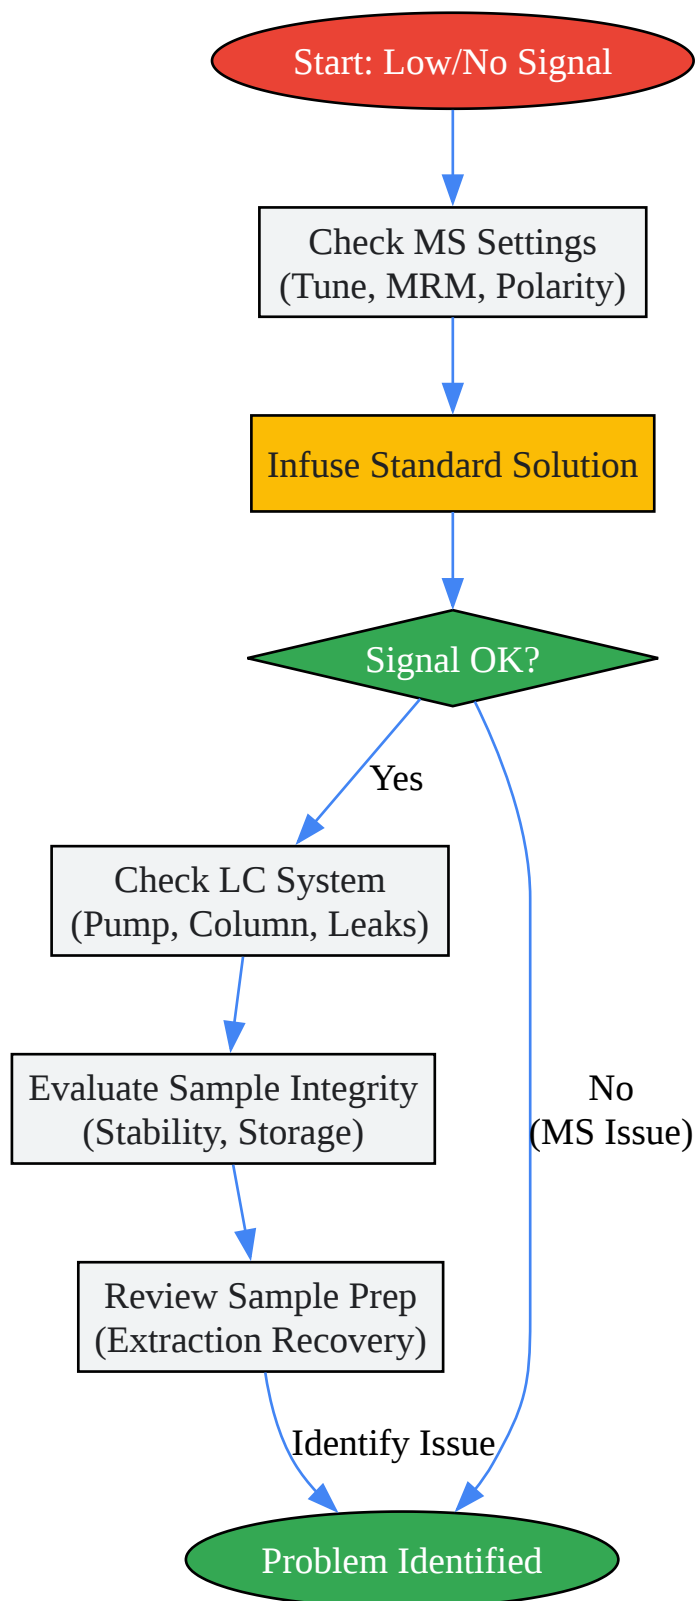 Start: Low/No Signal
Check MS Settings
(Tune, MRM, Polarity)
Infuse Standard Solution
Signal OK?
Yes
Check LC System
(Pump, Column, Leaks)
Evaluate Sample Integrity
(Stability, Storage)
No
(MS Issue)
Review Sample Prep
(Extraction Recovery)
Identify Issue
Problem Identified